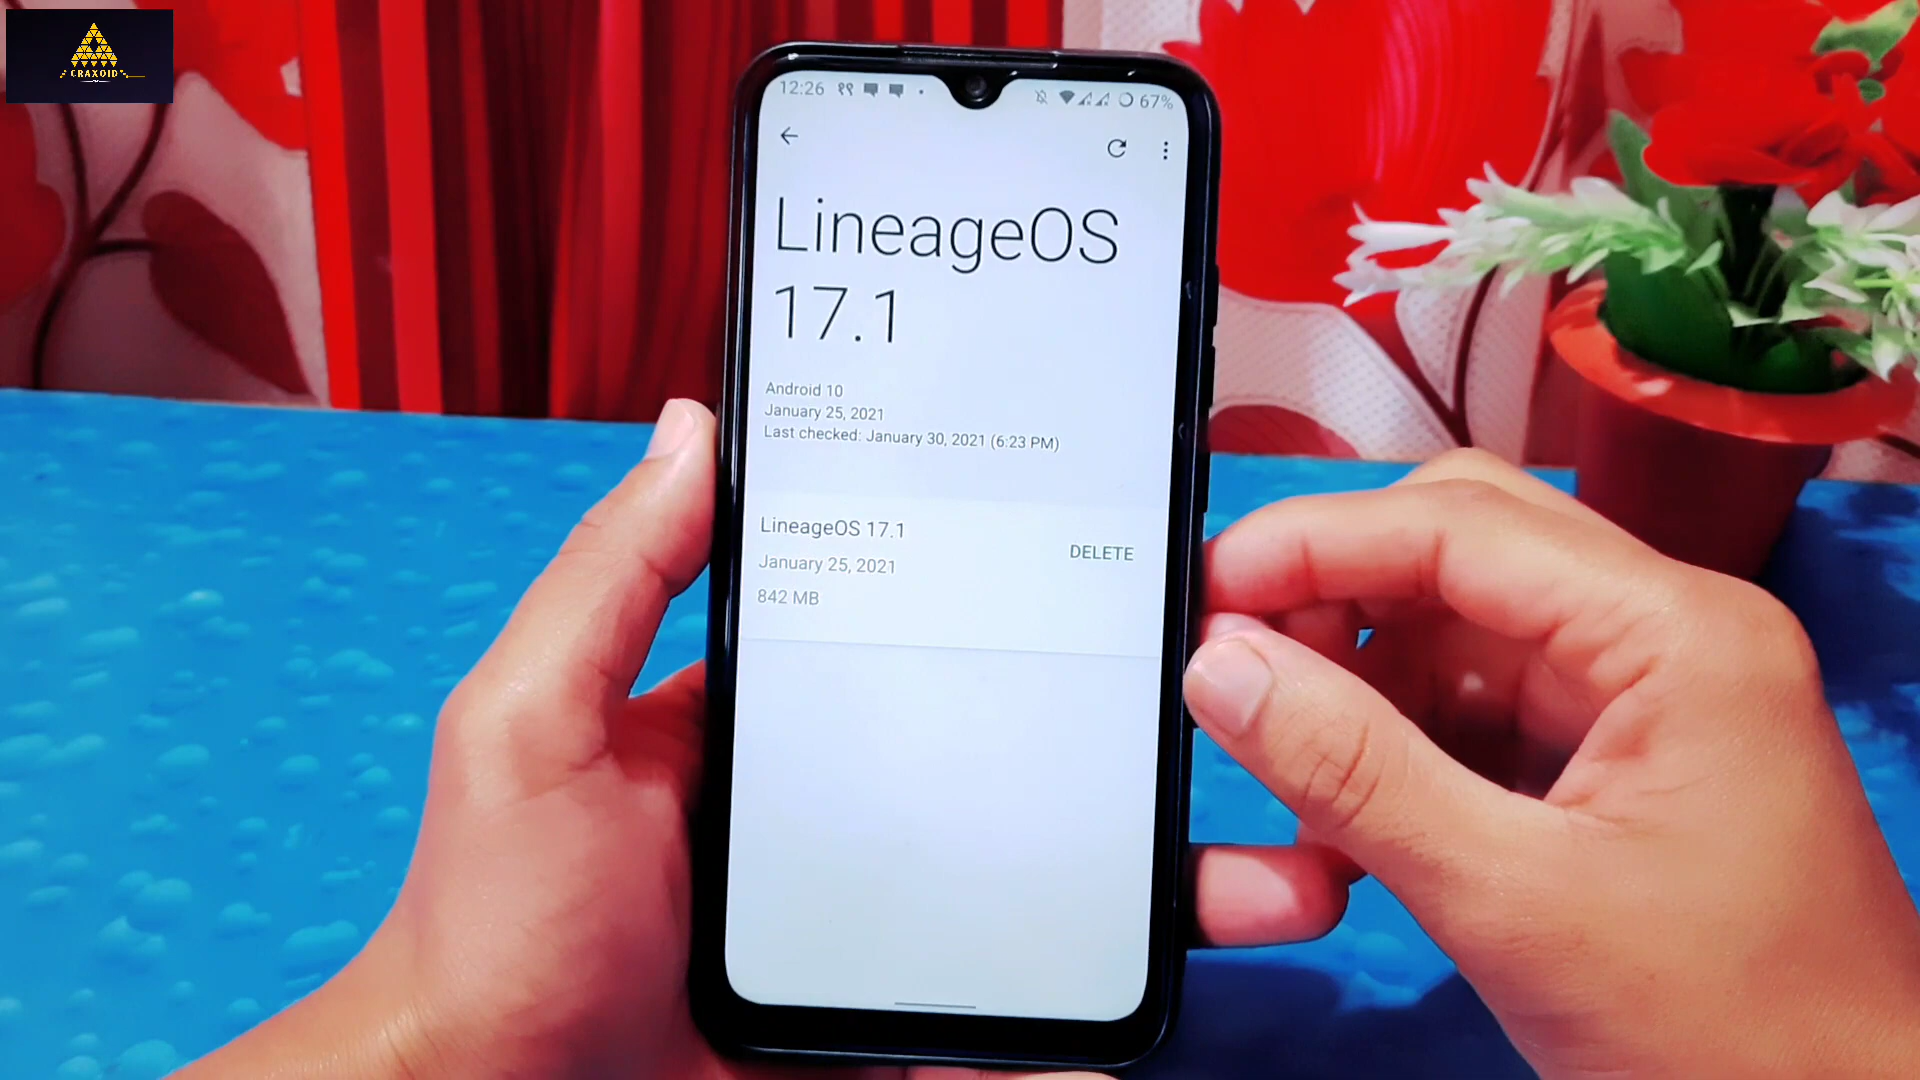 CRAXOID
12:26 ११ 67%
LineageOS
17.1
Android 10
January 25, 2021
Last checked: January 30, 2021 (6:23 PM)
LineageOS 17.1
DELETE
January 25, 2021
842 MB